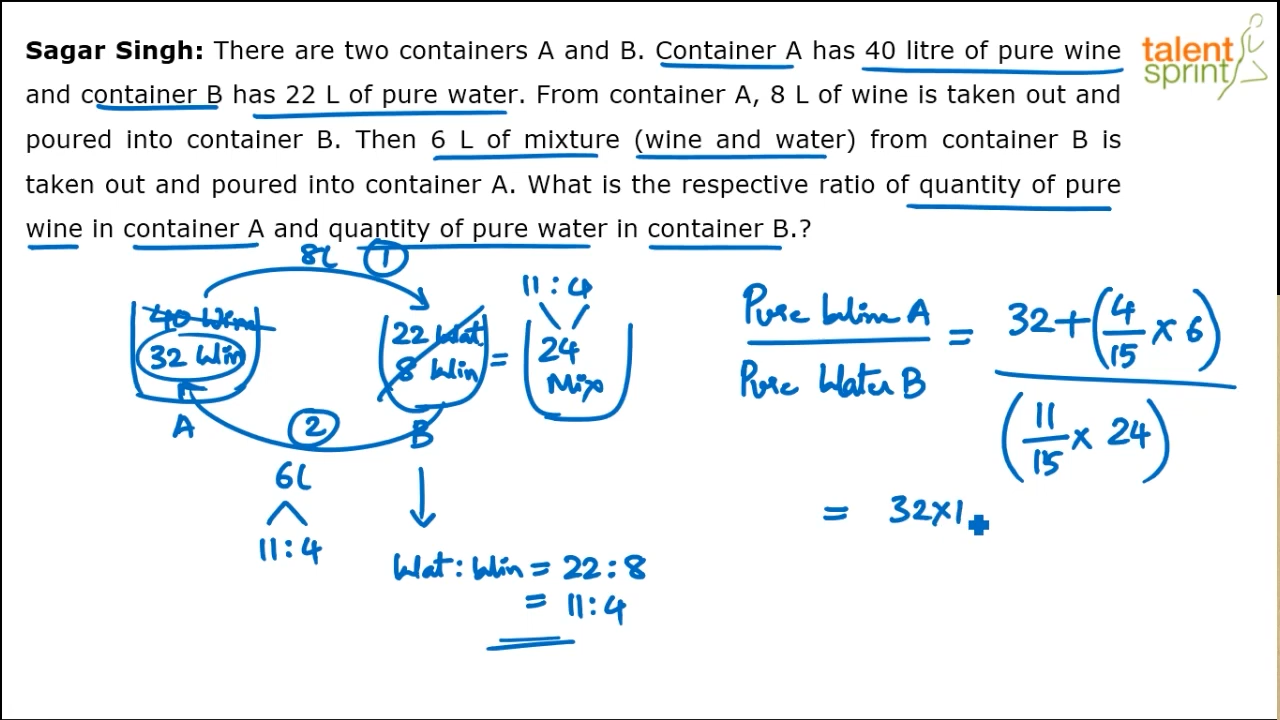 Sagar Singh: There are two containers A and B. Container A has 40 litre of pure wine
talent
sprint
and container B has 22 L of pure water. From container A, 8 L of wine is taken out and
poured into container B. Then 6 L of mixture (wine and water) from container B is
taken out and poured into container A. What is the respective ratio of quantity of pure
wine in container A and quantity of pure water in container B.?
8l 1
40 Wine
32 Win
A
22 Wat
8 Win
B
=
11 : 4
24
Mix
2
6l
11 : 4
Wat : Win = 22 : 8
= 11 : 4
Pure Wine A
Pure Water B
=
32 + (4/15 × 6)
(11/15 × 24)
= 32×1